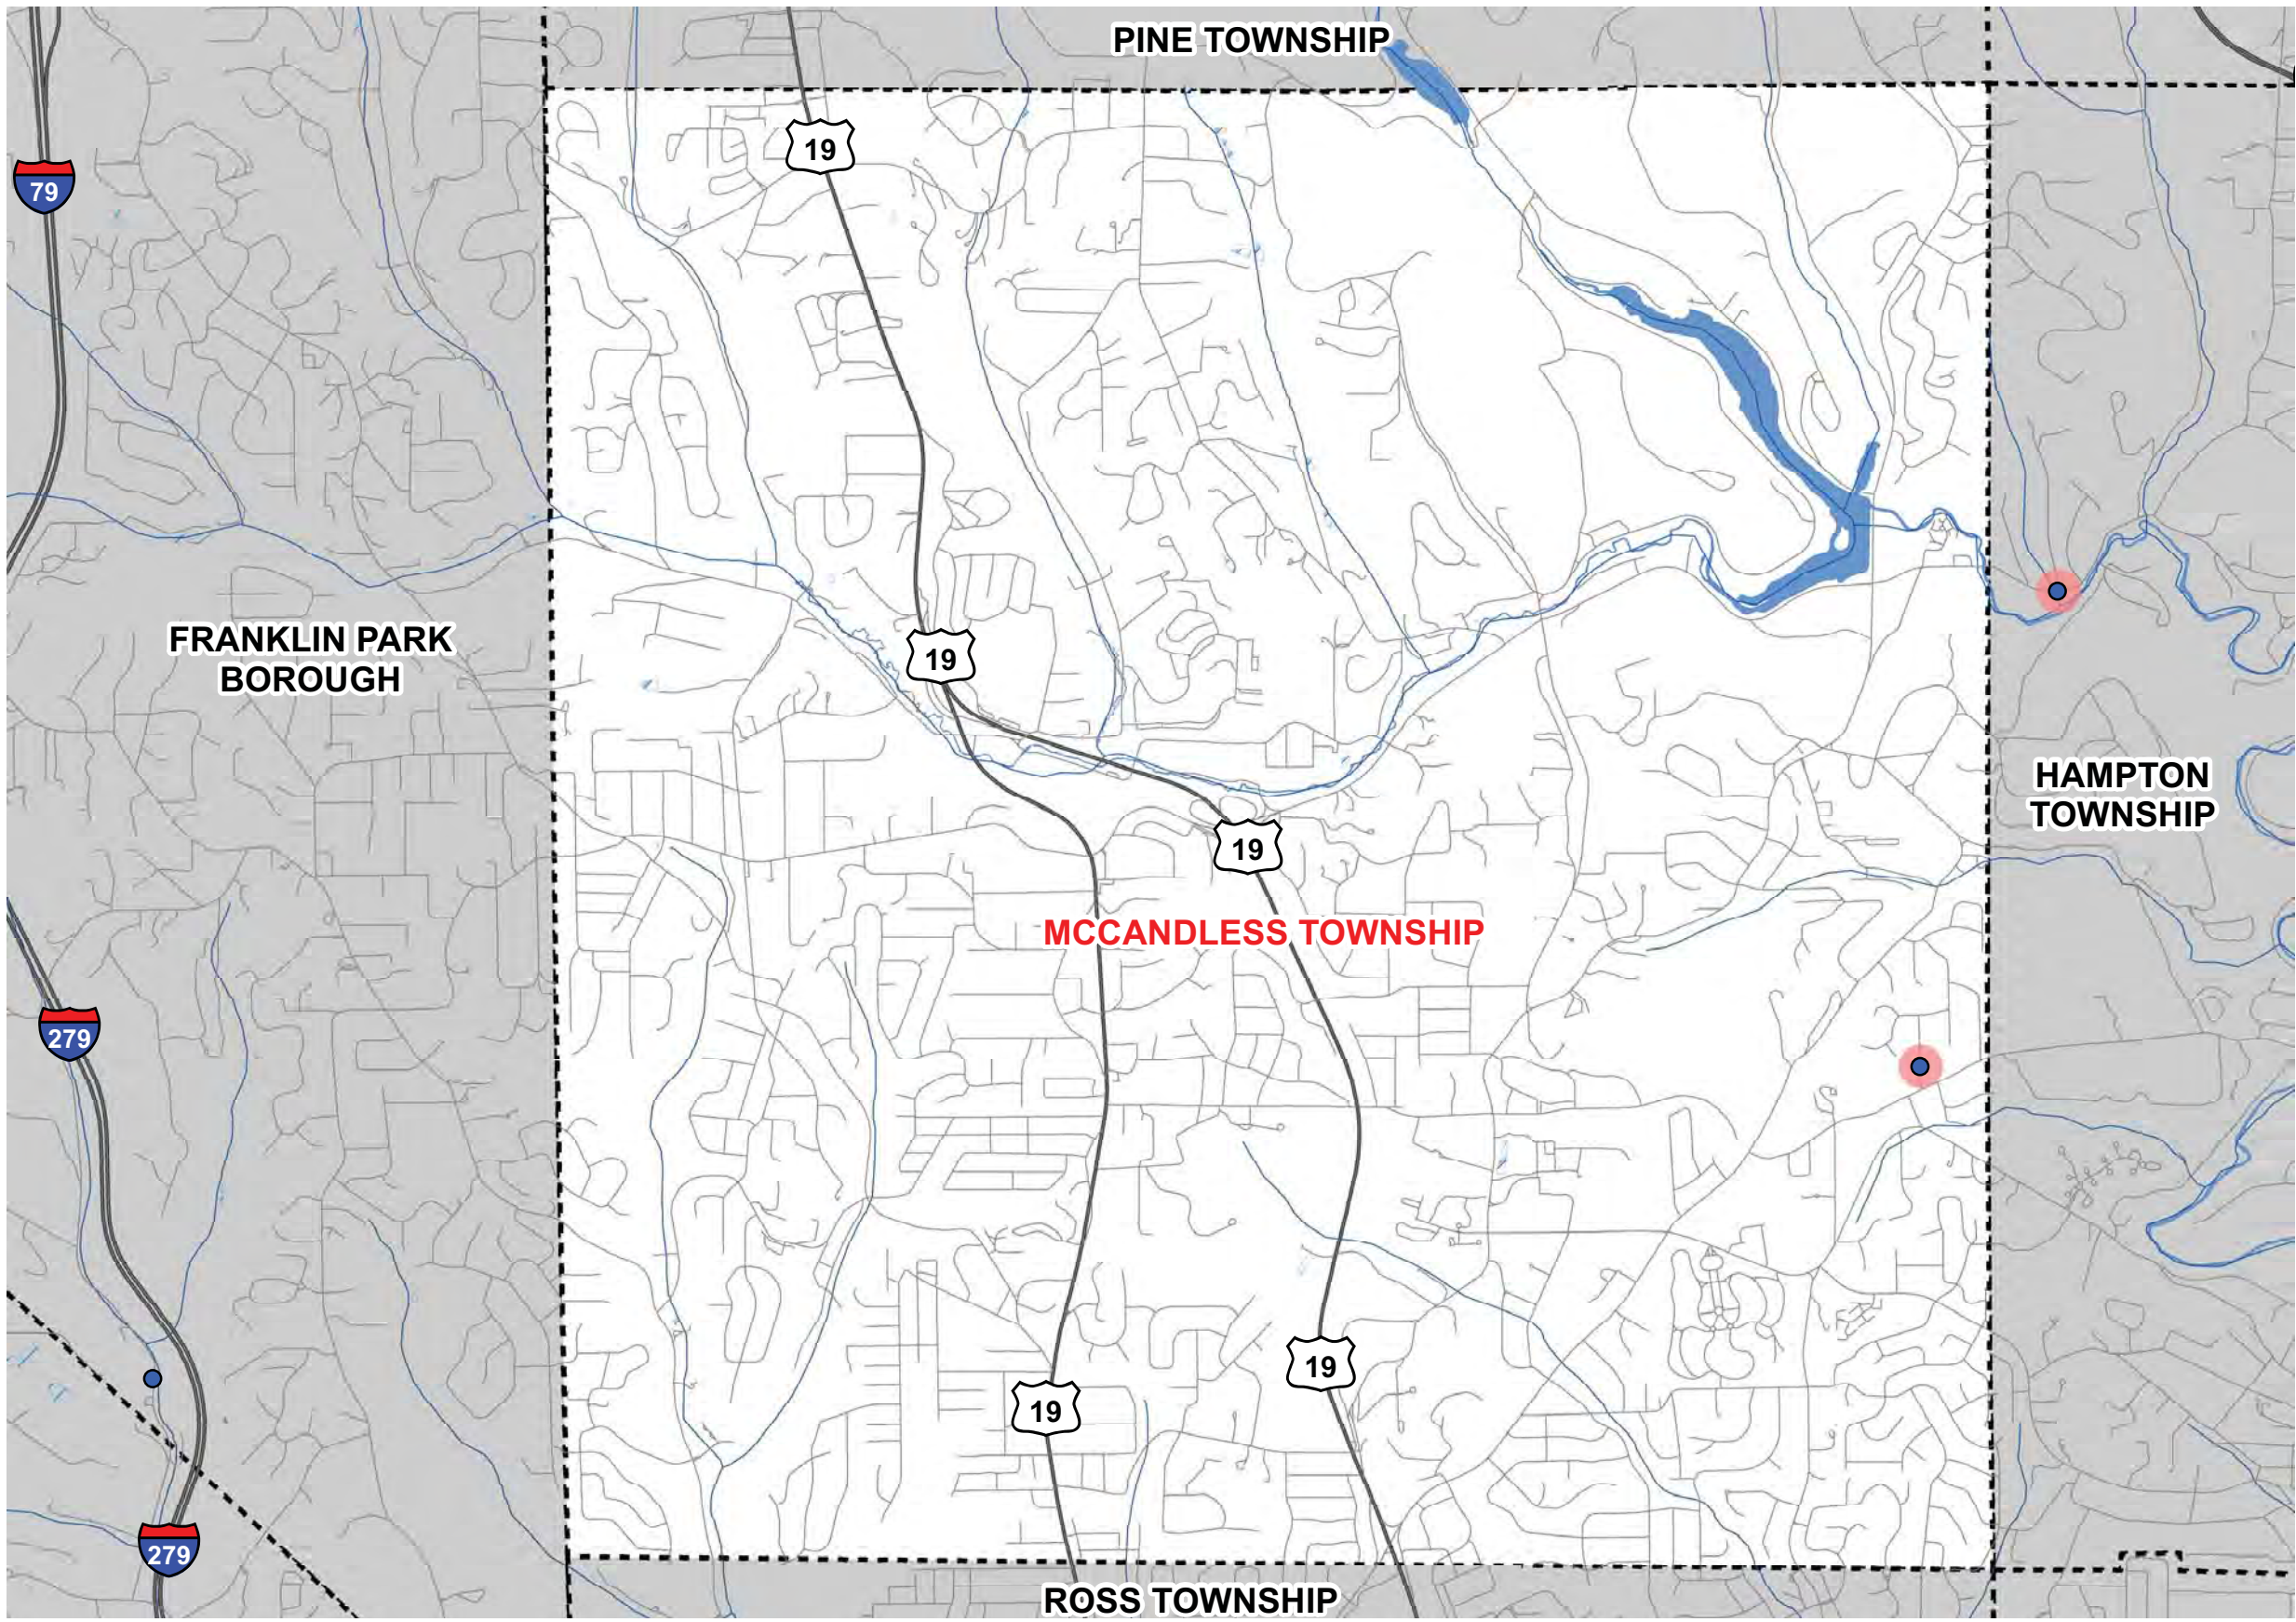 PINE TOWNSHIP
19
79
FRANKLIN PARK
BOROUGH
19
HAMPTON
TOWNSHIP
19
MCCANDLESS TOWNSHIP
279
19
19
279
ROSS TOWNSHIP